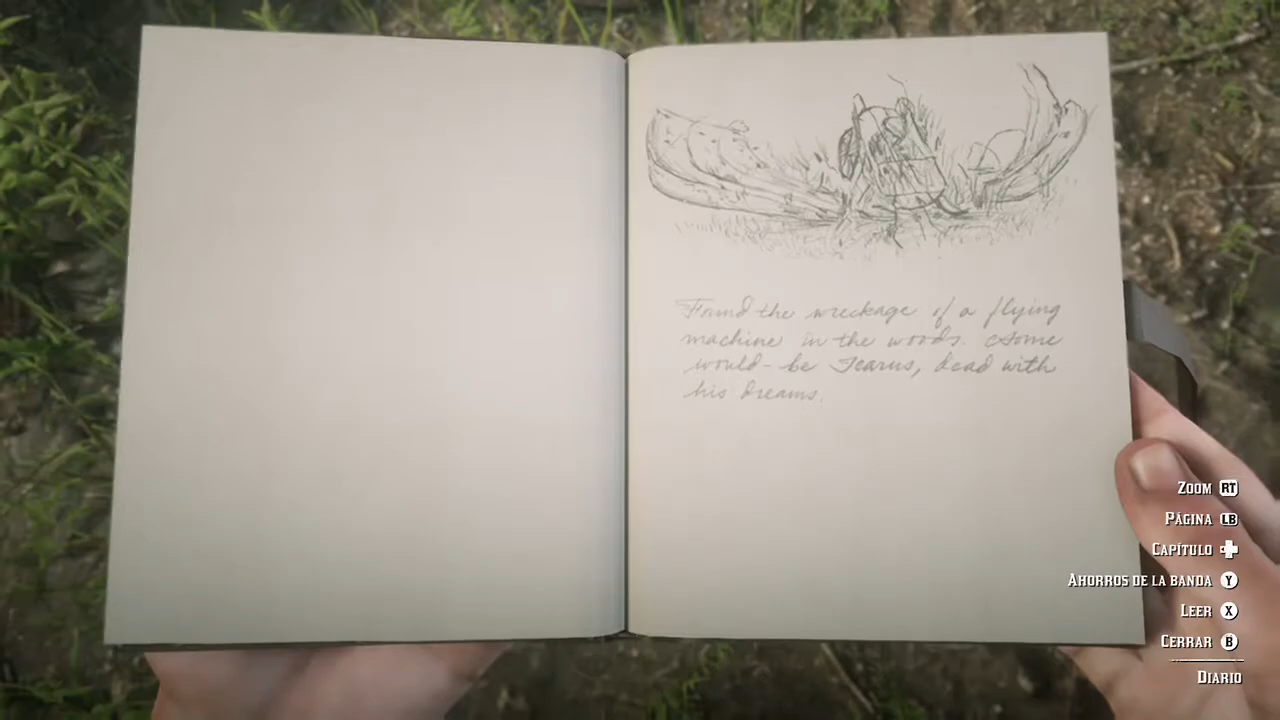 Found the wreckage of a flying
machine in the woods. Some
would-be Icarus, dead with
his dreams.
ZOOM RT
PÁGINA LB
CAPÍTULO
AHORROS DE LA BANDA Y
LEER X
CERRAR B
DIARIO